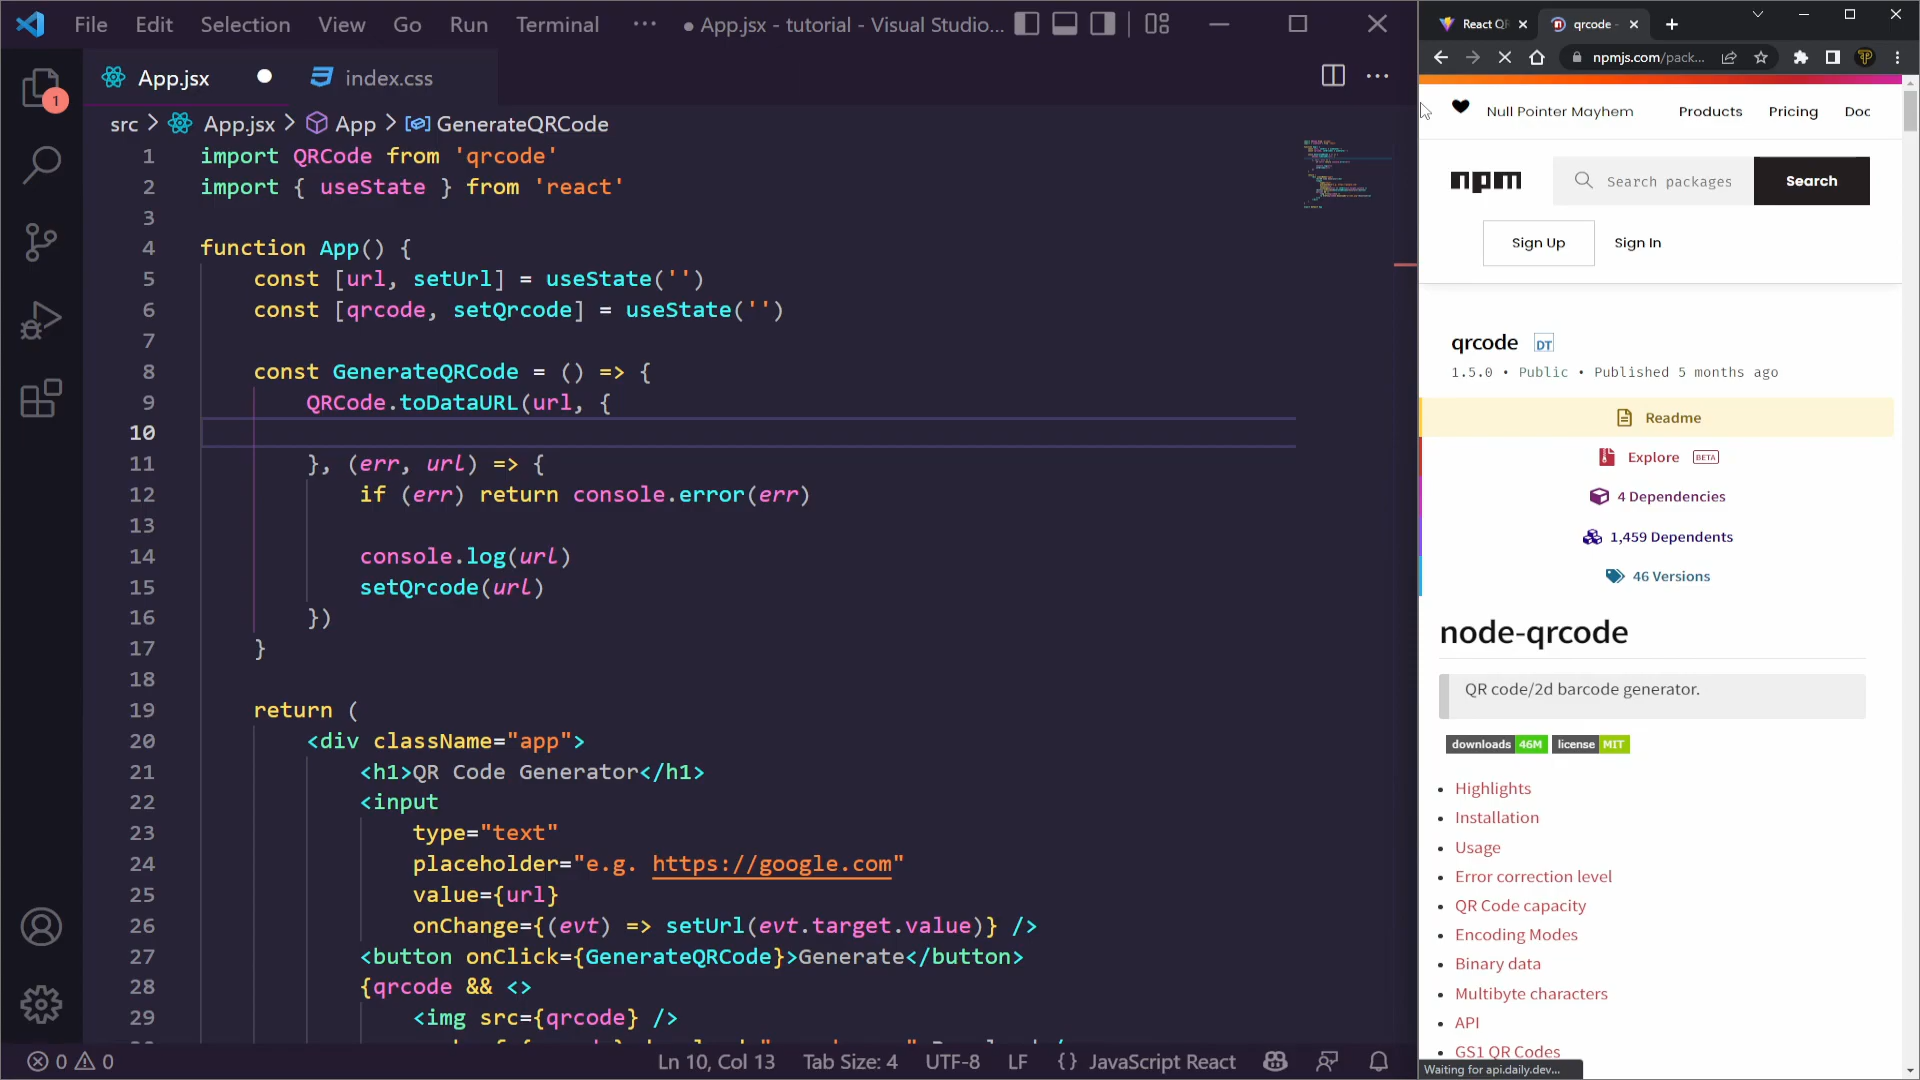 File Edit Selection View Go Run Terminal ··· ● App.jsx - tutorial - Visual Studio...
App.jsx index.css
src > App.jsx > App > GenerateQRCode
1 import QRCode from 'qrcode'
2 import { useState } from 'react'
3
4 function App() {
5 const [url, setUrl] = useState('')
6 const [qrcode, setQrcode] = useState('')
7
8 const GenerateQRCode = () => {
9 QRCode.toDataURL(url, {
10
11 }, (err, url) => {
12 if (err) return console.error(err)
13
14 console.log(url)
15 setQrcode(url)
16 })
17 }
18
19 return (
20 <div className="app">
21 <h1>QR Code Generator</h1>
22 <input
23 type="text"
24 placeholder="e.g. https://google.com"
25 value={url}
26 onChange={(evt) => setUrl(evt.target.value)} />
27 <button onClick={GenerateQRCode}>Generate</button>
28 {qrcode && <>
29 <img src={qrcode} />
1
0 0 Ln 10, Col 13 Tab Size: 4 UTF-8 LF {} JavaScript React
React QR qrcode -
npmjs.com/pack...
Null Pointer Mayhem Products Pricing Doc
npm Search packages Search
Sign Up Sign In
qrcode DT
1.5.0 • Public • Published 5 months ago
Readme
Explore BETA
4 Dependencies
1,459 Dependents
46 Versions
node-qrcode
QR code/2d barcode generator.
downloads 46M license MIT
• Highlights
• Installation
• Usage
• Error correction level
• QR Code capacity
• Encoding Modes
• Binary data
• Multibyte characters
• API
• GS1 QR Codes
Waiting for api.daily.dev...